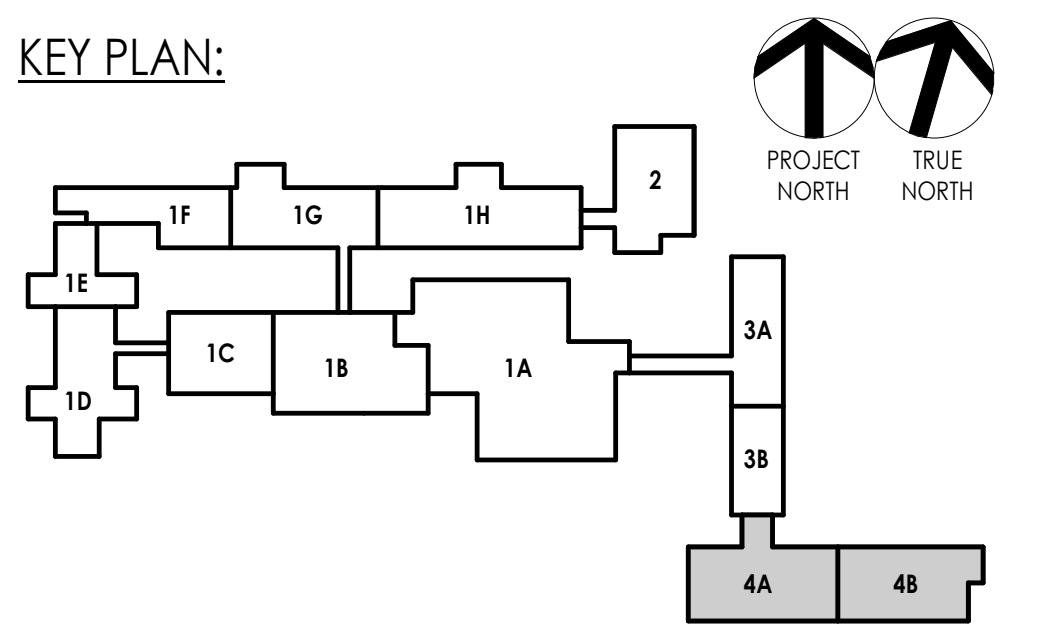 KEY PLAN:
PROJECT
NORTH
TRUE
NORTH
2
1F
1G
1H
1E
3A
1C
1B
1A
1D
3B
4A
4B